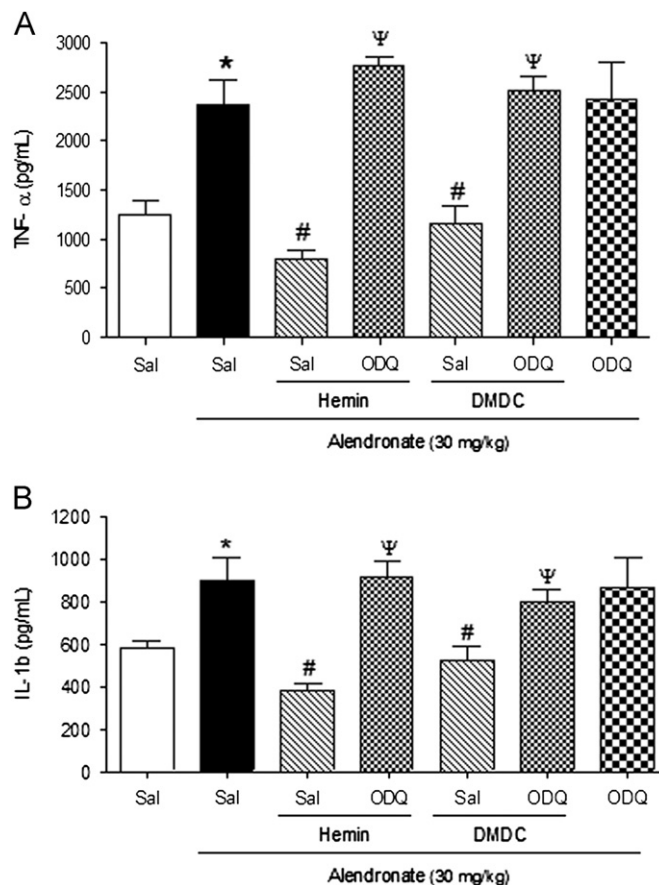 A
TNF- α (pg/mL)
3000
2500
2000
1500
1000
500
0
* # Ψ # Ψ
Sal Sal Sal ODQ Sal ODQ ODQ
Hemin DMDC
Alendronate (30 mg/kg)
B
IL-1b (pg/mL)
1200
1000
800
600
400
200
0
* # Ψ # Ψ
Sal Sal Sal ODQ Sal ODQ ODQ
Hemin DMDC
Alendronate (30 mg/kg)